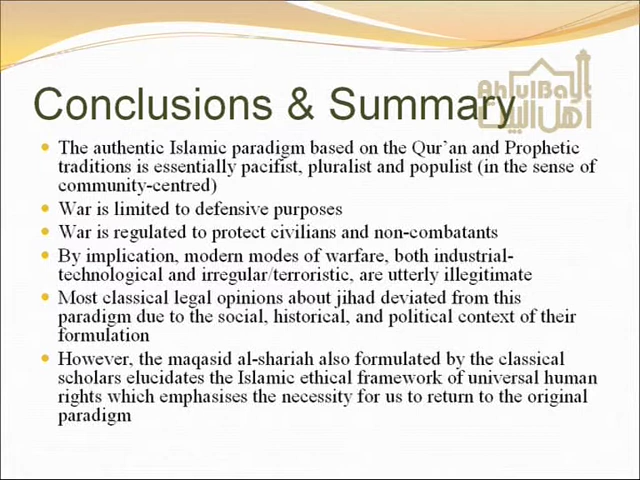 AhlulBayt
أهل البيت
Conclusions & Summary
The authentic Islamic paradigm based on the Qur'an and Prophetic
traditions is essentially pacifist, pluralist and populist (in the sense of
community-centred)
War is limited to defensive purposes
War is regulated to protect civilians and non-combatants
By implication, modern modes of warfare, both industrial-
technological and irregular/terroristic, are utterly illegitimate
Most classical legal opinions about jihad deviated from this
paradigm due to the social, historical, and political context of their
formulation
However, the maqasid al-shariah also formulated by the classical
scholars elucidates the Islamic ethical framework of universal human
rights which emphasises the necessity for us to return to the original
paradigm